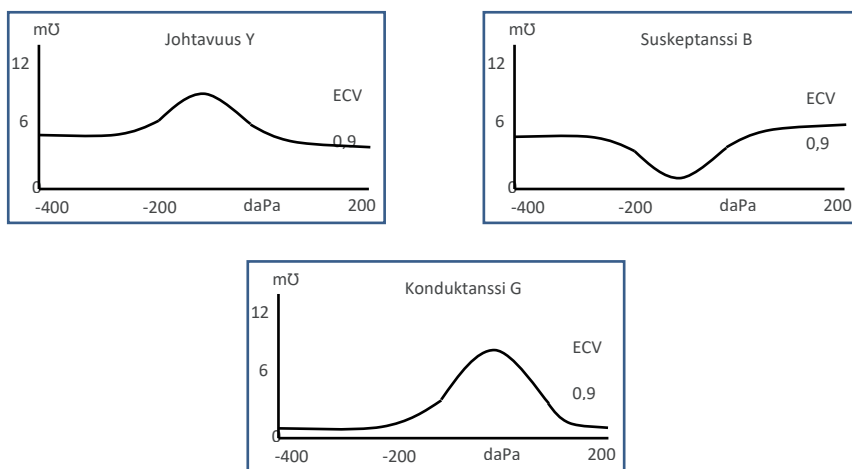 m℧
Johtavuus Y
12
ECV
6
0,9
0
-400
-200
daPa
200
m℧
Suskeptanssi B
12
ECV
6
0,9
0
-400
-200
daPa
200
m℧
Konduktanssi G
12
ECV
6
0,9
0
-400
-200
daPa
200